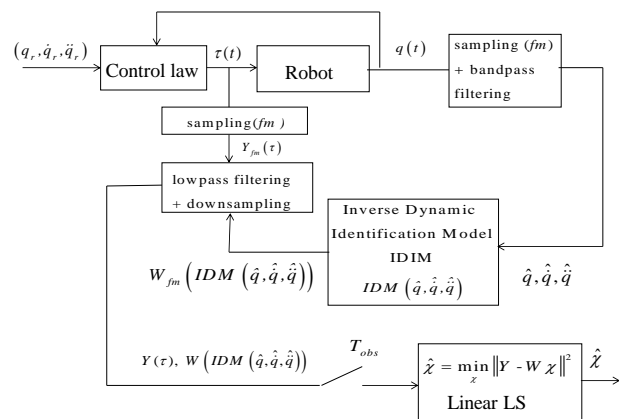 (q_r, q̇_r, q̈_r)
Control law
τ(t)
Robot
q(t)
sampling (fm)
+ bandpass
filtering
sampling(fm)
Y_fm(τ)
lowpass filtering
+ downsampling
Inverse Dynamic
Identification Model
IDIM
IDM (q̂, q̂̇, q̂̈)
W_fm(IDM (q̂, q̂̇, q̂̈))
q̂, q̂̇, q̂̈
Y(τ), W(IDM (q̂, q̂̇, q̂̈))
T_obs
χ̂ = min_χ ‖Y - W χ‖²
Linear LS
χ̂